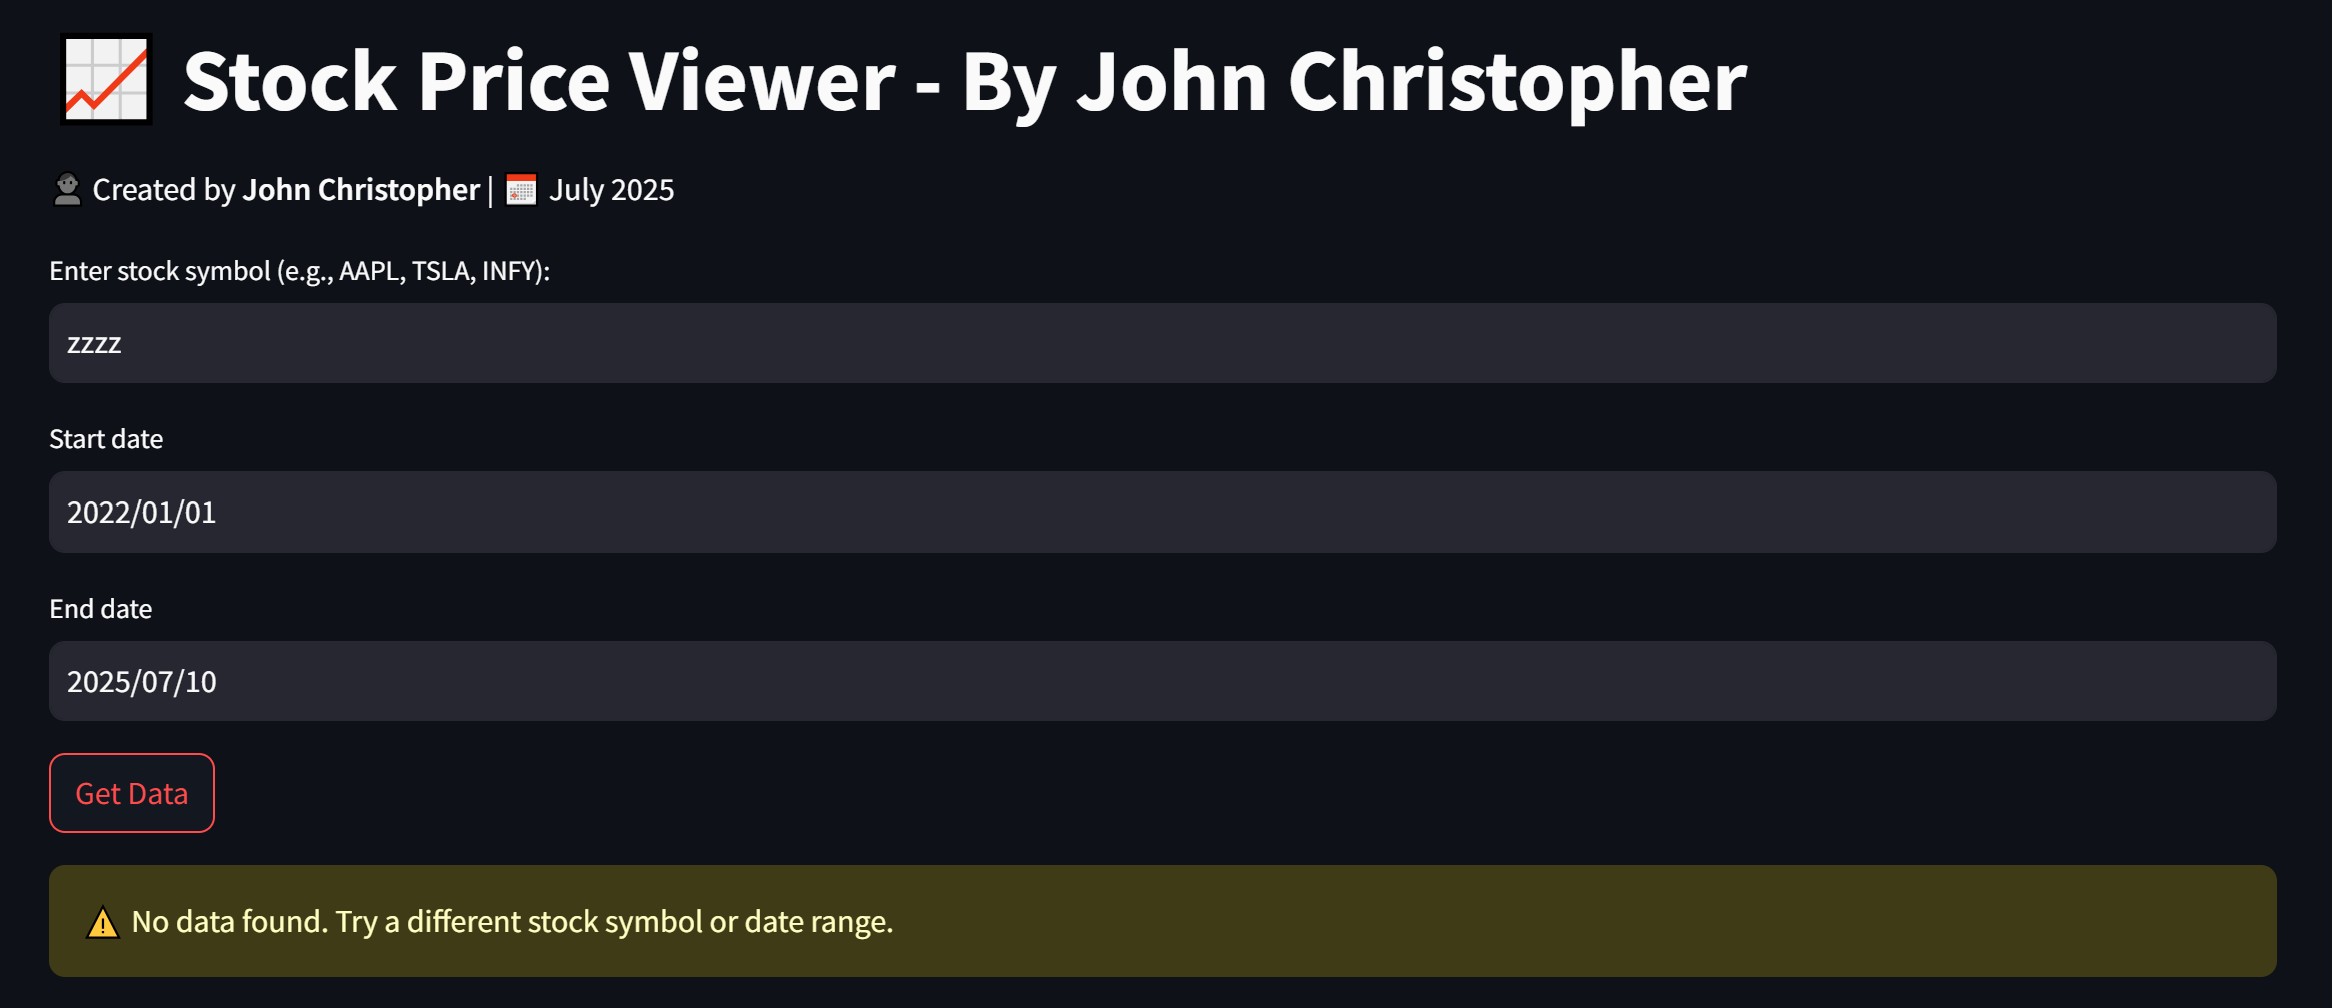 Stock Price Viewer - By John Christopher
Created by John Christopher | July 2025
Enter stock symbol (e.g., AAPL, TSLA, INFY):
zzzz
Start date
2022/01/01
End date
2025/07/10
Get Data
No data found. Try a different stock symbol or date range.